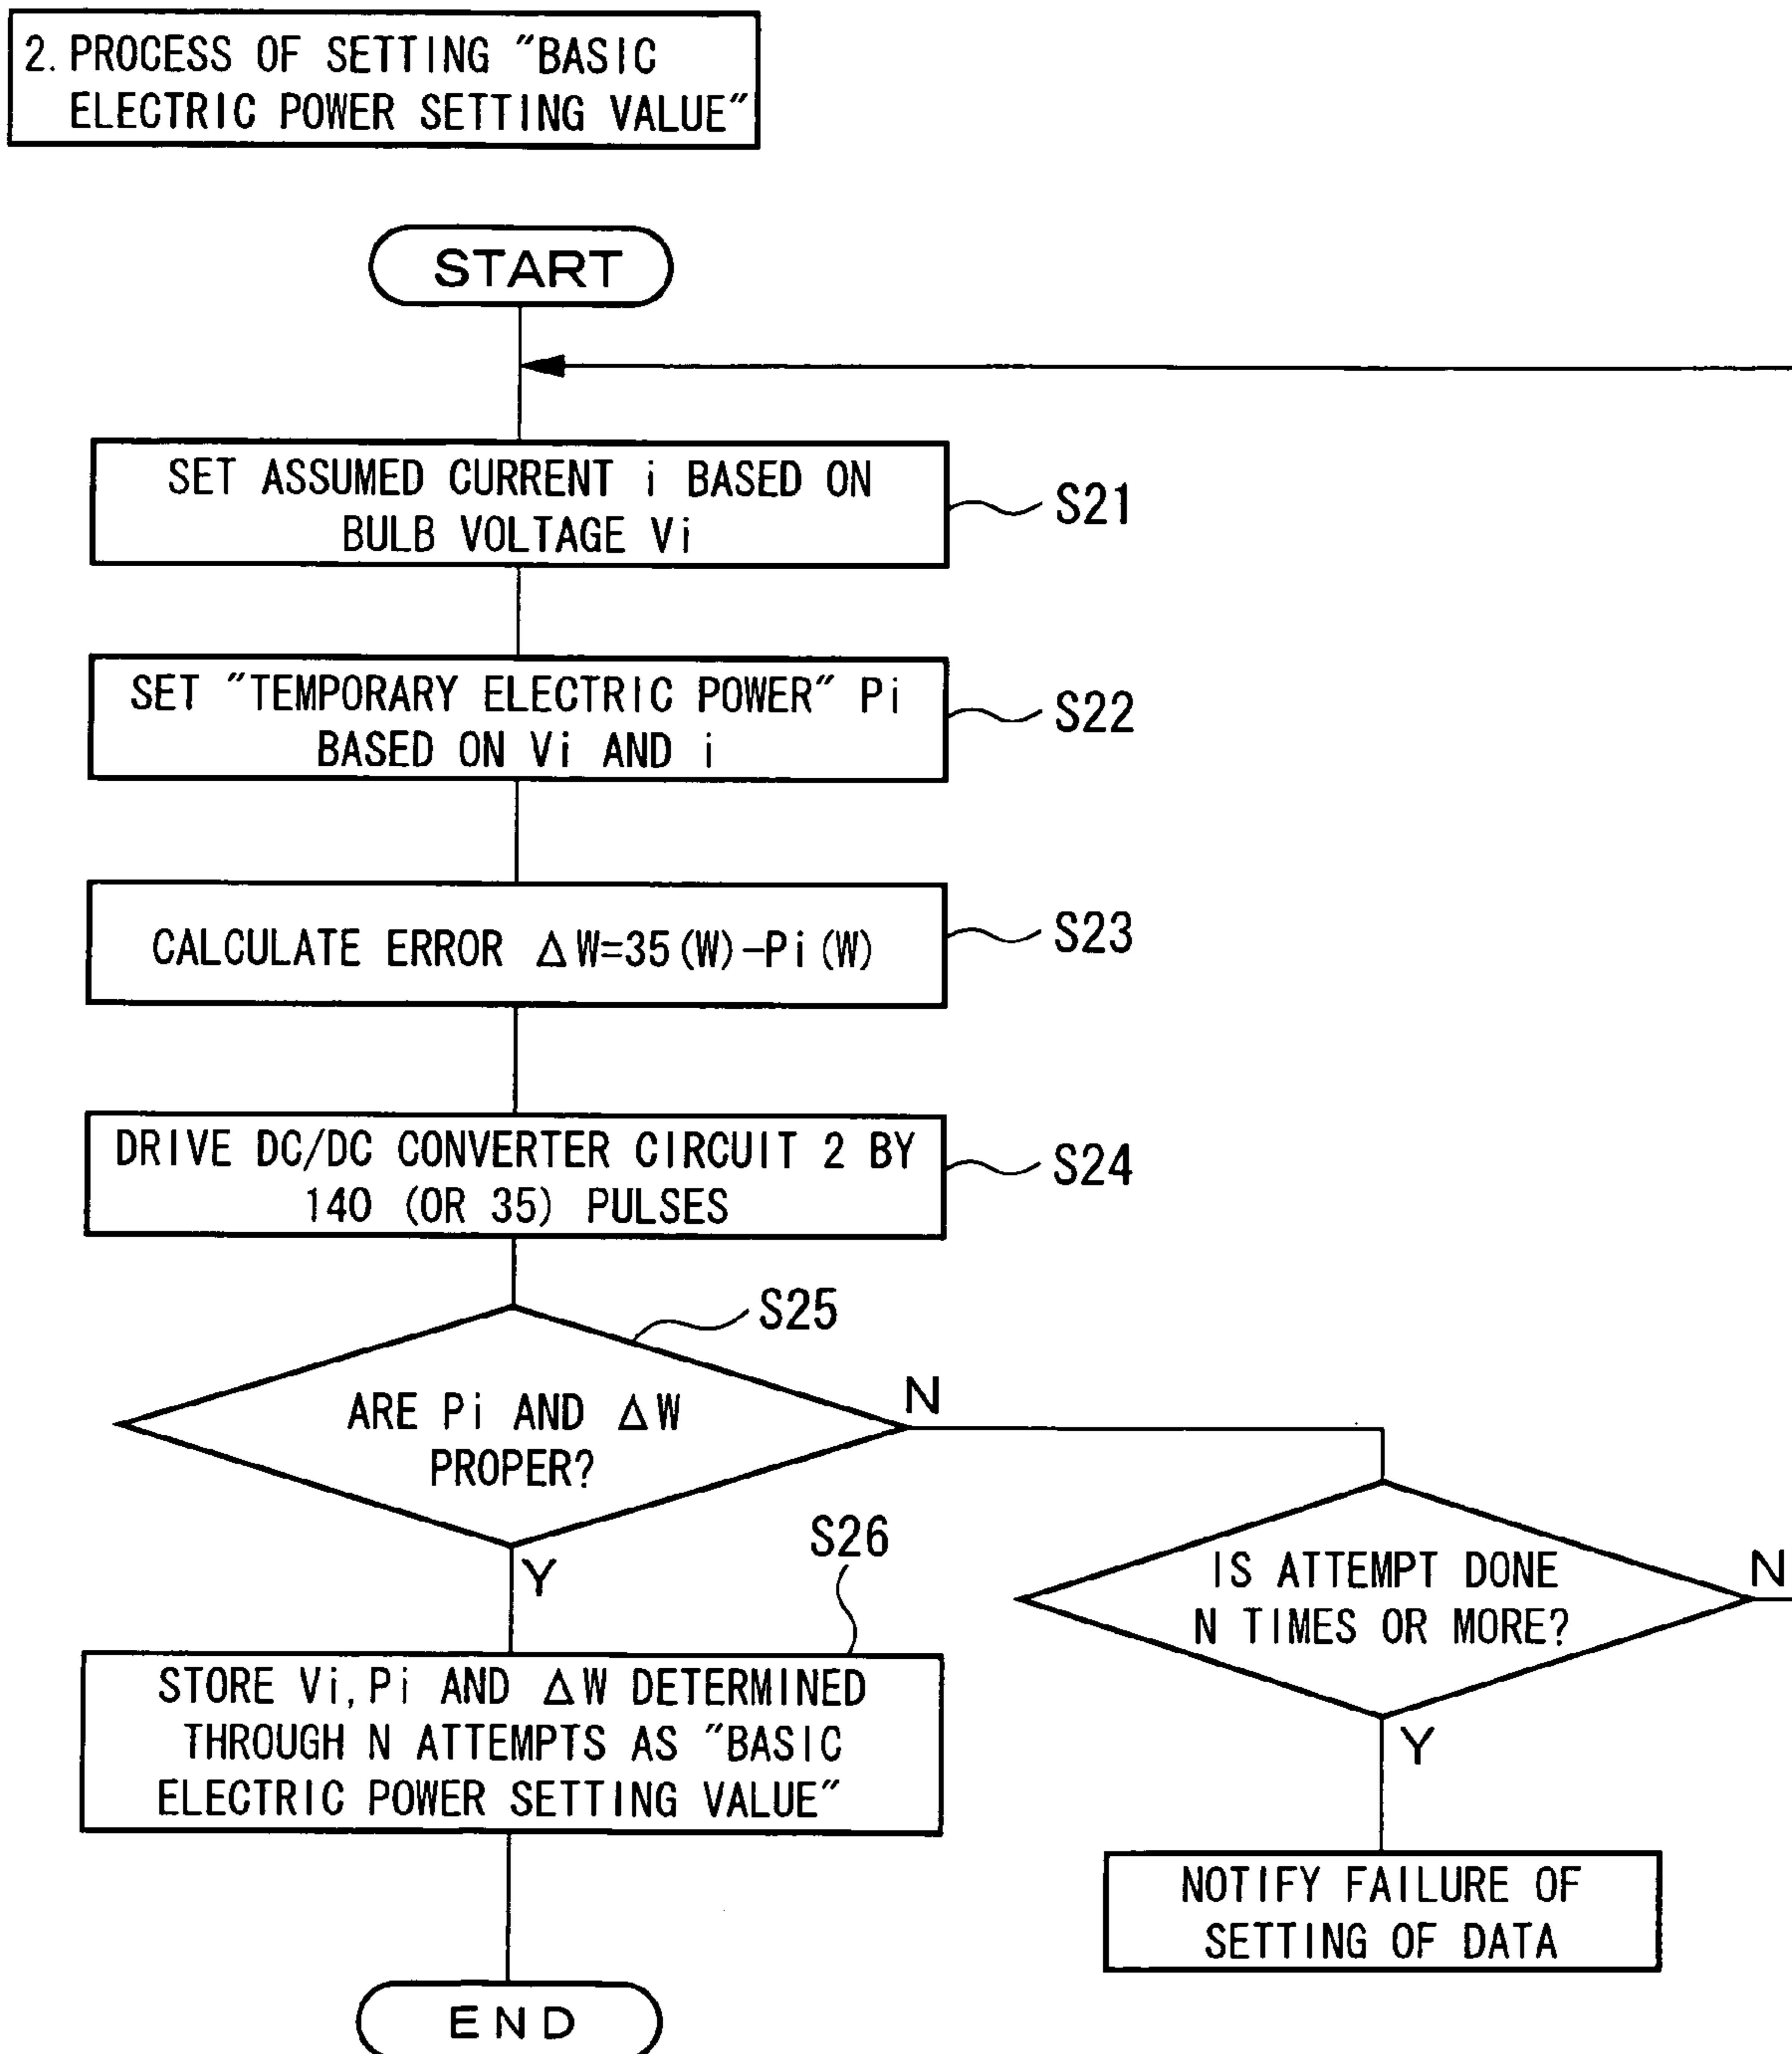 2. PROCESS OF SETTING "BASIC
ELECTRIC POWER SETTING VALUE"
START
SET ASSUMED CURRENT i BASED ON
BULB VOLTAGE Vi
S21
SET "TEMPORARY ELECTRIC POWER" Pi
BASED ON Vi AND i
S22
CALCULATE ERROR ΔW=35(W)-Pi(W)
S23
DRIVE DC/DC CONVERTER CIRCUIT 2 BY
140 (OR 35) PULSES
S24
S25
ARE Pi AND ΔW
PROPER?
N
Y
IS ATTEMPT DONE
N TIMES OR MORE?
N
Y
S26
STORE Vi, Pi AND ΔW DETERMINED
THROUGH N ATTEMPTS AS "BASIC
ELECTRIC POWER SETTING VALUE"
NOTIFY FAILURE OF
SETTING OF DATA
END